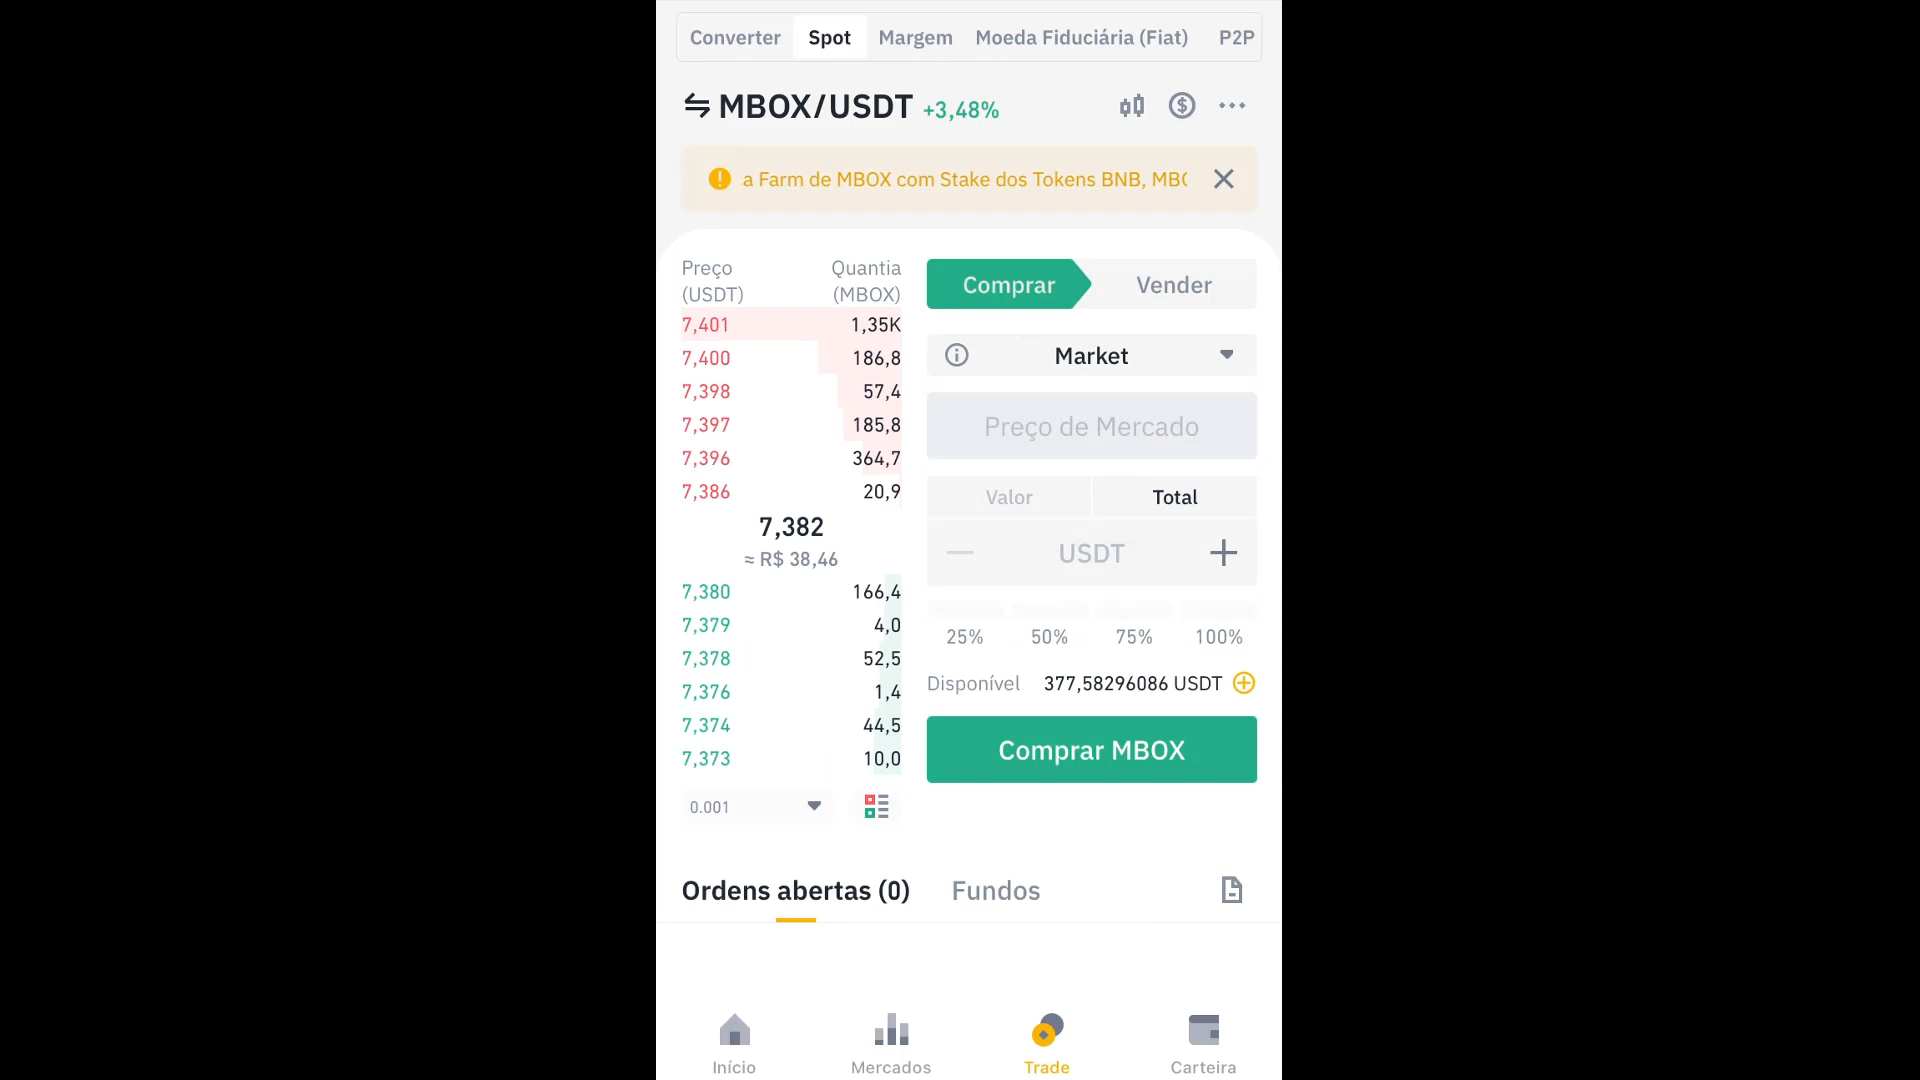 Converter Spot Margem Moeda Fiduciária (Fiat) P2P
MBOX/USDT +3,48%
a Farm de MBOX com Stake dos Tokens BNB,
Preço Quantia
(USDT) (MBOX)
7,401 1,35K
7,400 186,8
7,398 57,4
7,397 185,8
7,396 364,7
7,386 20,9
7,382
≈ R$ 38,46
7,380 166,4
7,379 4,0
7,378 52,5
7,376 1,4
7,374 44,5
7,373 10,0
0.001
Comprar Vender
Market
Preço de Mercado
Valor Total
— USDT +
25% 50% 75% 100%
Disponível 377,58296086 USDT
Comprar MBOX
Ordens abertas (0) Fundos
Início Mercados Trade Carteira